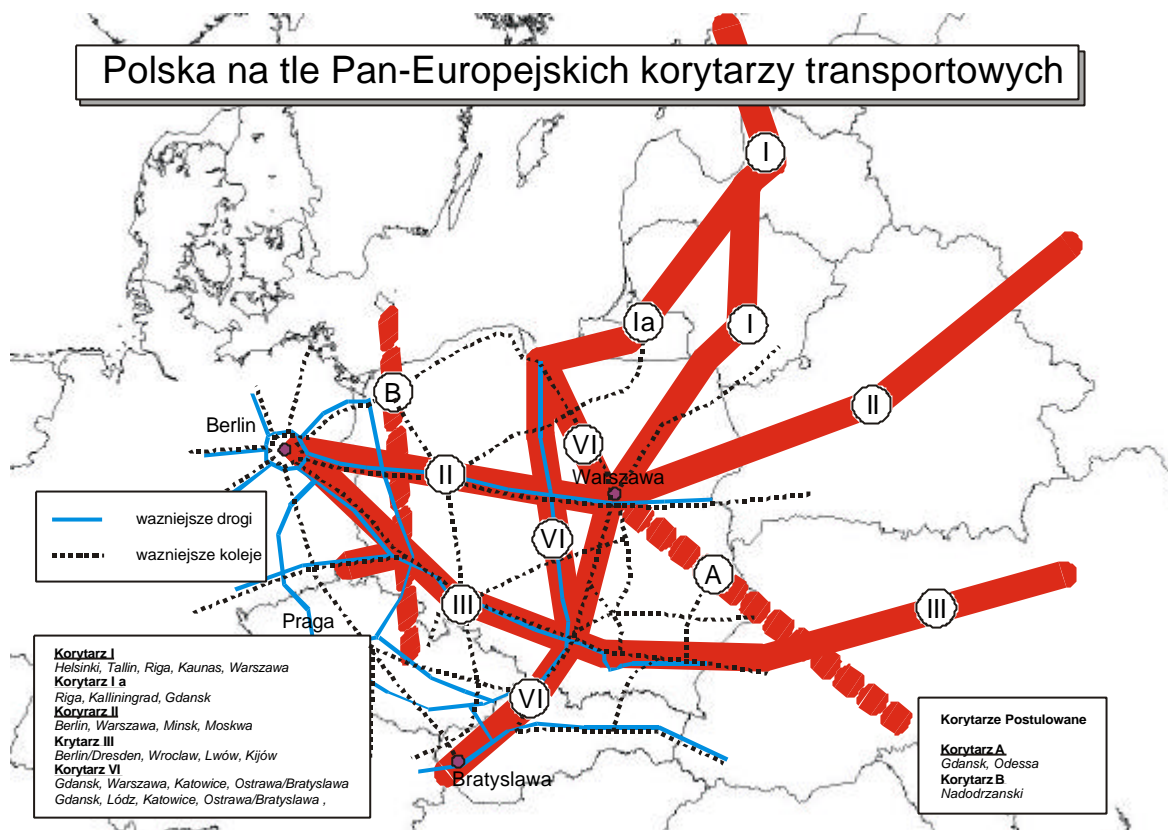 Polska na tle Pan-Europejskich korytarzy transportowych
I
Ia
I
B
II
Berlin
VI
II
Warszawa
wazniejsze drogi
wazniejsze koleje
VI
A
III
III
Praga
VI
Bratyslawa
Korytarz I
Helsinki, Tallin, Riga, Kaunas, Warszawa
Korytarz I a
Riga, Kalliningrad, Gdansk
Koryrarz II
Berlin, Warszawa, Minsk, Moskwa
Krytarz III
Berlin/Dresden, Wroclaw, Lwów, Kijów
Korytarz VI
Gdansk, Warszawa, Katowice, Ostrawa/Bratyslawa
Gdansk, Lódz, Katowice, Ostrawa/Bratyslawa ,
Korytarze Postulowane
Korytarz A
Gdansk, Odessa
Korytarz B
Nadodrzanski